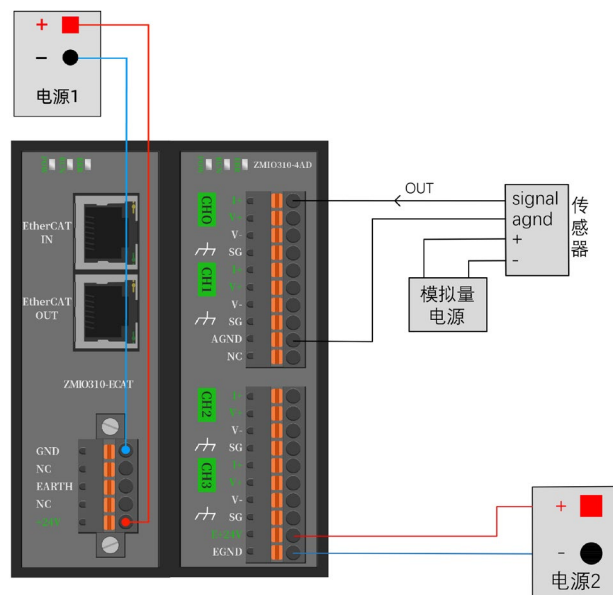 +
−
电源1
ZMIO310-4AD
EtherCAT
IN
EtherCAT
OUT
ZMIO310-ECAT
GND
NC
EARTH
NC
+24V
CH0
V-
SG
CH1
V-
SG
AGND
NC
CH2
V-
SG
CH3
V-
SG
E+24V
EGND
OUT
signal
agnd
+
-
传感器
模拟量
电源
+
-
电源2